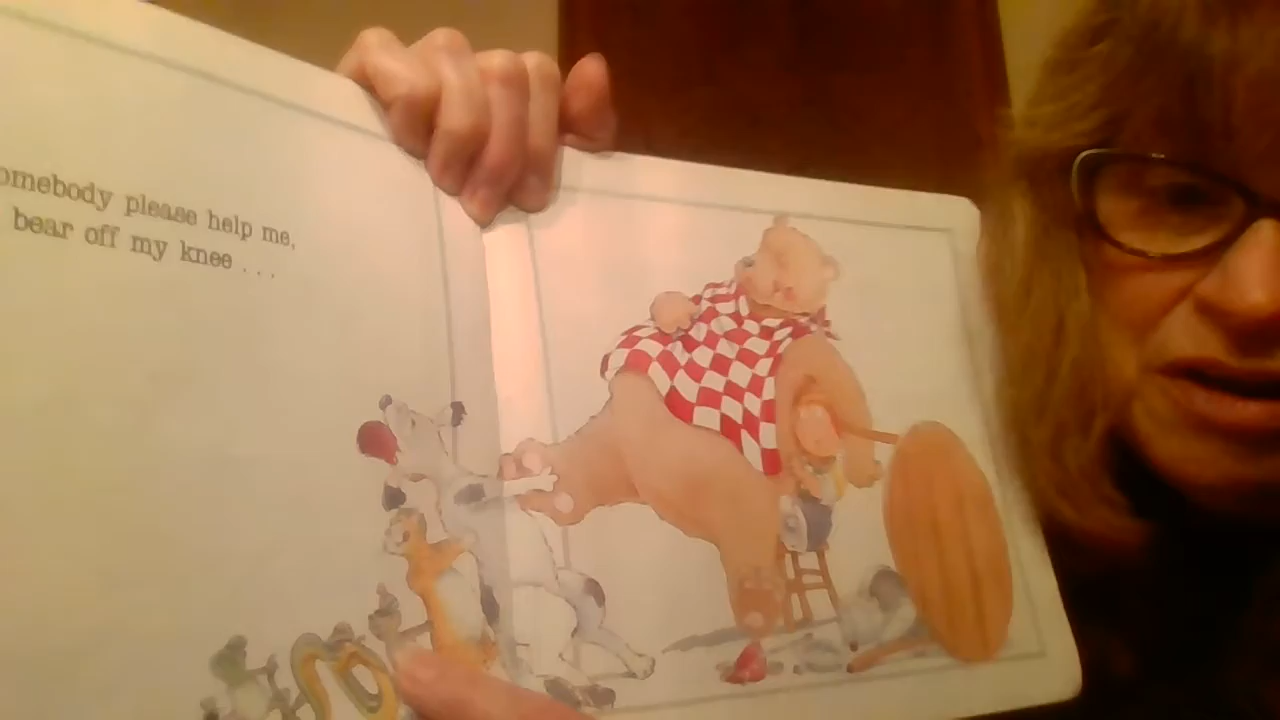 omebody please help me,
bear off my knee . . .